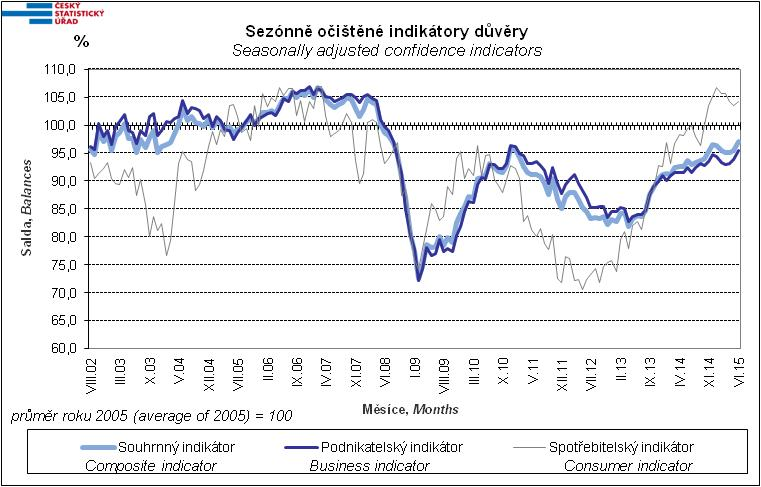 ČESKÝ
STATISTICKÝ
ÚŘAD
Sezónně očištěné indikátory důvěry
Seasonally adjusted confidence indicators
%
110,0
105,0
100,0
95,0
90,0
85,0
80,0
75,0
70,0
65,0
60,0
Salda, Balances
VIII.02
III.03
X.03
V.04
XII.04
VII.05
II.06
IX.06
IV.07
XI.07
VI.08
I.09
VIII.09
III.10
X.10
V.11
XII.11
VII.12
II.13
IX.13
IV.14
XI.14
VI.15
Měsíce, Months
průměr roku 2005 (average of 2005) = 100
Souhrnný indikátor
Composite indicator
Podnikatelský indikátor
Business indicator
Spotřebitelský indikátor
Consumer indicator